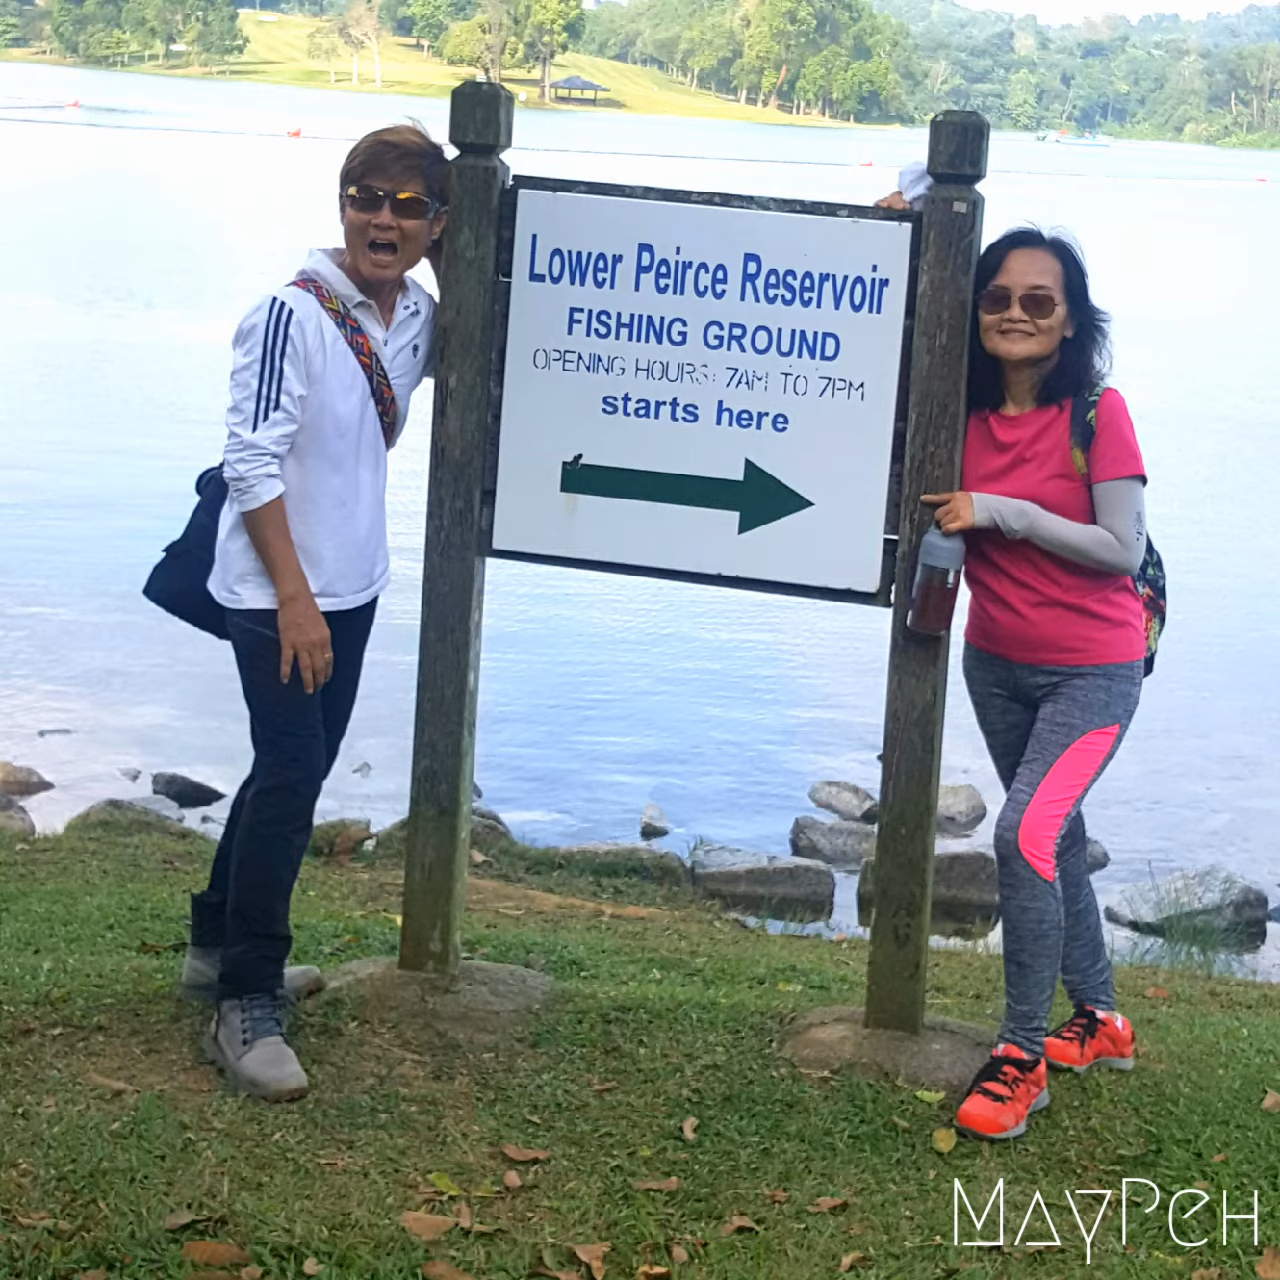 Lower Peirce Reservoir
FISHING GROUND
OPENING HOURS: 7AM TO 7PM
starts here
MAYPEH